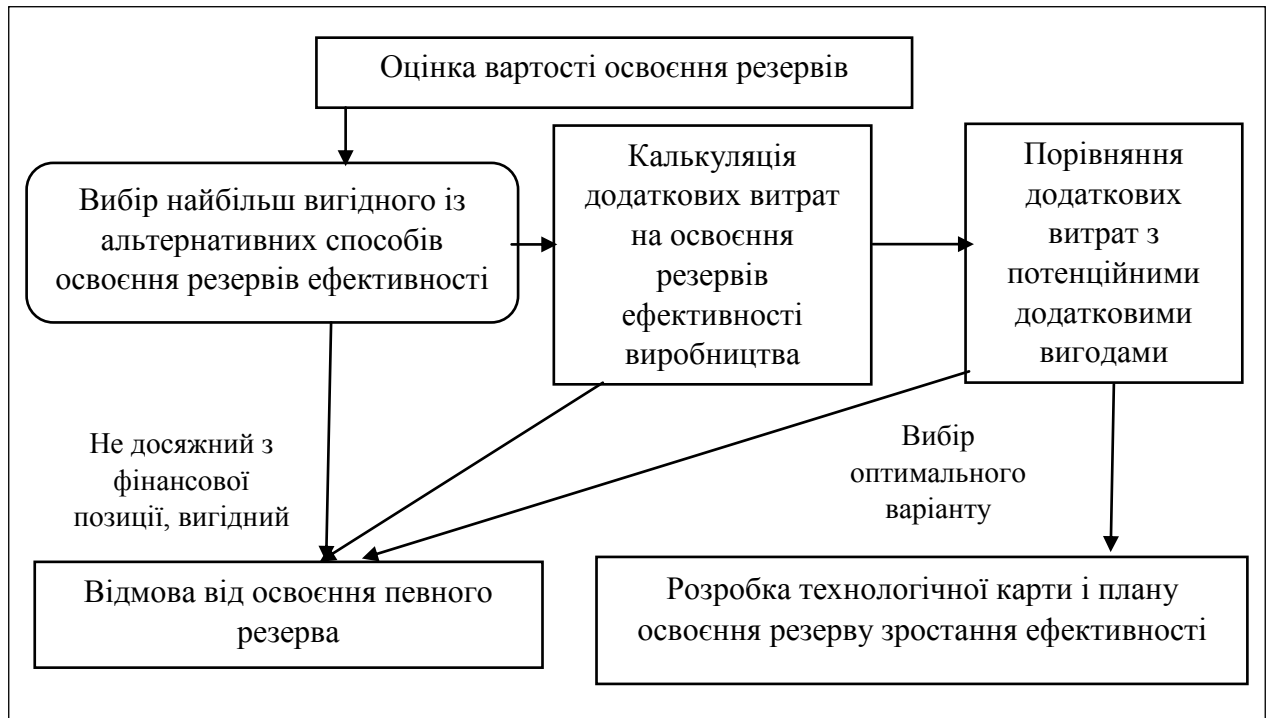 Оцінка вартості освоєння резервів
Вибір найбільш вигідного із
альтернативних способів
освоєння резервів ефективності
Калькуляція
додаткових витрат
на освоєння
резервів
ефективності
виробництва
Порівняння
додаткових
витрат з
потенційними
додатковими
вигодами
Не досяжний з
фінансової
позиції, вигідний
Вибір
оптимального
варіанту
Відмова від освоєння певного
резерва
Розробка технологічної карти і плану
освоєння резерву зростання ефективності